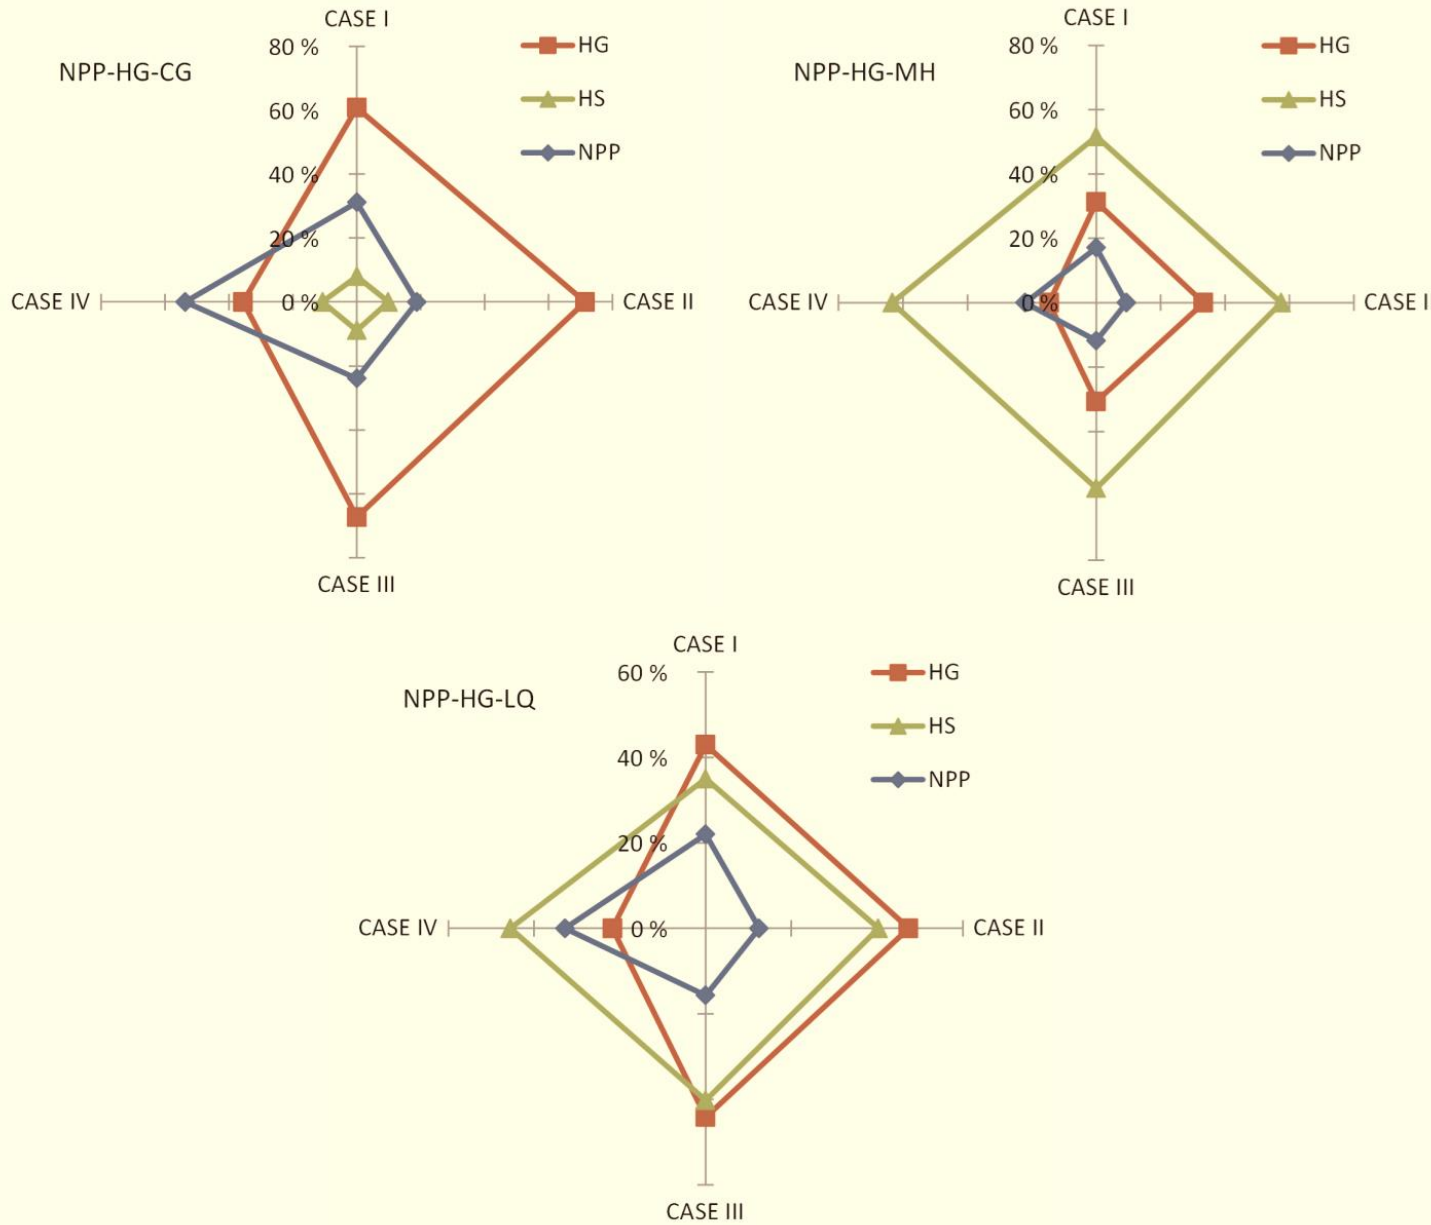 CASE I
80 %
60 %
40 %
20 %
0 %
NPP-HG-CG
HG
HS
NPP
CASE IV
CASE II
CASE III
CASE I
80 %
60 %
40 %
20 %
0 %
NPP-HG-MH
HG
HS
NPP
CASE IV
CASE I
CASE III
CASE I
60 %
40 %
20 %
0 %
NPP-HG-LQ
HG
HS
NPP
CASE IV
CASE II
CASE III